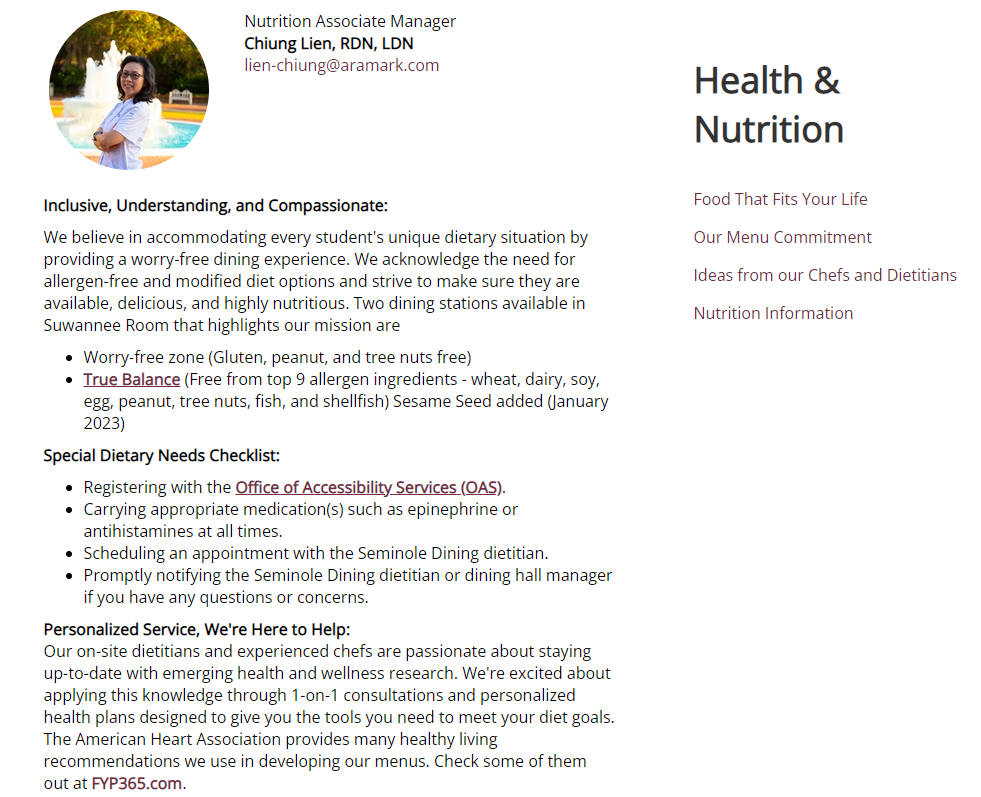 Nutrition Associate Manager
Chiung Lien, RDN, LDN
lien-chiung@aramark.com
Inclusive, Understanding, and Compassionate:
We believe in accommodating every student's unique dietary situation by
providing a worry-free dining experience. We acknowledge the need for
allergen-free and modified diet options and strive to make sure they are
available, delicious, and highly nutritious. Two dining stations available in
Suwannee Room that highlights our mission are
• Worry-free zone (Gluten, peanut, and tree nuts free)
• True Balance (Free from top 9 allergen ingredients - wheat, dairy, soy,
egg, peanut, tree nuts, fish, and shellfish) Sesame Seed added (January
2023)
Special Dietary Needs Checklist:
• Registering with the Office of Accessibility Services (OAS).
• Carrying appropriate medication(s) such as epinephrine or
antihistamines at all times.
• Scheduling an appointment with the Seminole Dining dietitian.
• Promptly notifying the Seminole Dining dietitian or dining hall manager
if you have any questions or concerns.
Personalized Service, We're Here to Help:
Our on-site dietitians and experienced chefs are passionate about staying
up-to-date with emerging health and wellness research. We're excited about
applying this knowledge through 1-on-1 consultations and personalized
health plans designed to give you the tools you need to meet your diet goals.
The American Heart Association provides many healthy living
recommendations we use in developing our menus. Check some of them
out at FYP365.com.
Health &
Nutrition
Food That Fits Your Life
Our Menu Commitment
Ideas from our Chefs and Dietitians
Nutrition Information